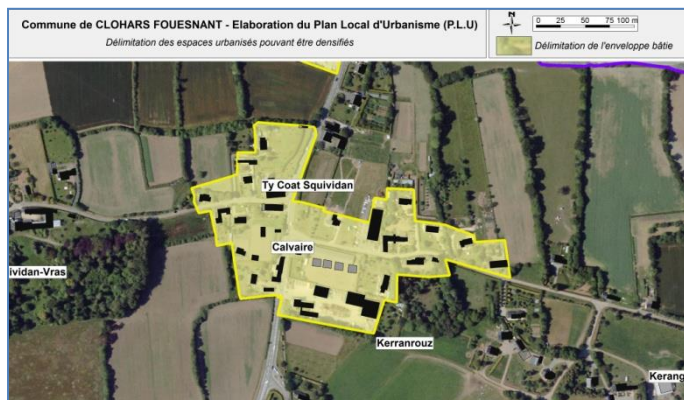 Commune de CLOHARS FOUESNANT - Elaboration du Plan Local d'Urbanisme (P.L.U)
Délimitation des espaces urbanisés pouvant être densifiés
N
0 25 50 75 100 m
Délimitation de l'enveloppe bâtie
Ty Coat Squividan
Calvaire
ividan-Vras
Kerranrouz
Kerang